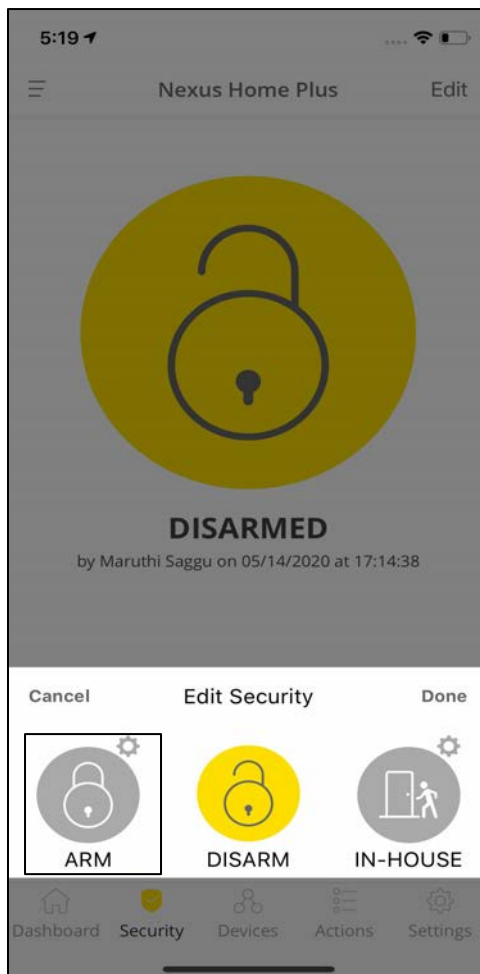 5:19
Nexus Home Plus Edit
DISARMED
by Maruthi Saggu on 05/14/2020 at 17:14:38
Cancel Edit Security Done
ARM DISARM IN-HOUSE
Dashboard Security Devices Actions Settings